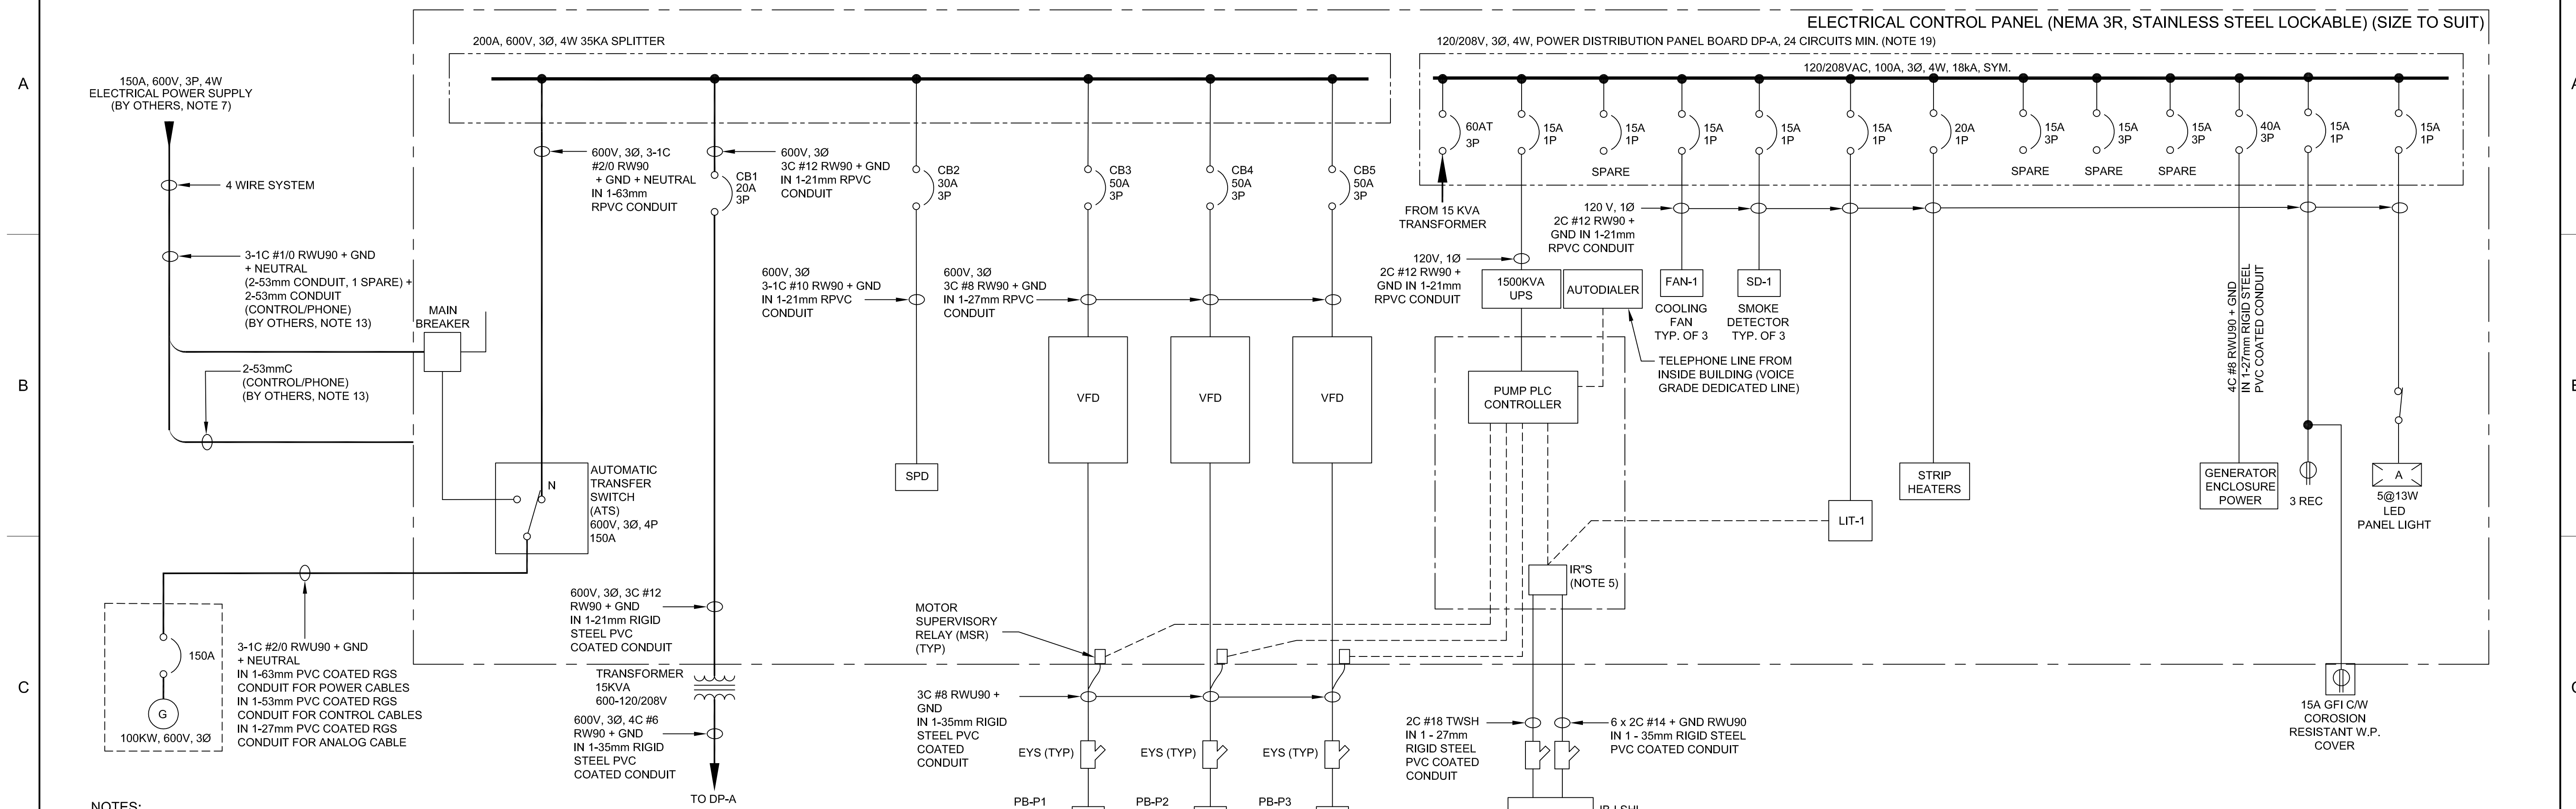 ELECTRICAL CONTROL PANEL (NEMA 3R, STAINLESS STEEL LOCKABLE) (SIZE TO SUIT)
200A, 600V, 3Ø, 4W 35KA SPLITTER
120/208V, 3Ø, 4W, POWER DISTRIBUTION PANEL BOARD DP-A, 24 CIRCUITS MIN. (NOTE 19)
120/208VAC, 100A, 3Ø, 4W, 18kA, SYM.
A
A
150A, 600V, 3P, 4W
ELECTRICAL POWER SUPPLY
(BY OTHERS, NOTE 7)
4 WIRE SYSTEM
600V, 3Ø, 3-1C
#2/0 RW90
+ GND + NEUTRAL
IN 1-63mm
RPVC CONDUIT
CB1
20A
3P
600V, 3Ø
3C #12 RW90 + GND
IN 1-21mm RPVC
CONDUIT
CB2
30A
3P
CB3
50A
3P
CB4
50A
3P
CB5
50A
3P
60AT
3P
15A
1P
15A
1P
SPARE
15A
1P
15A
1P
15A
1P
20A
1P
15A
3P
SPARE
15A
3P
SPARE
15A
3P
SPARE
40A
3P
15A
1P
15A
1P
FROM 15 KVA
TRANSFORMER
120 V, 1Ø
2C #12 RW90 +
GND IN 1-21mm
RPVC CONDUIT
3-1C #1/0 RWU90 + GND
+ NEUTRAL
(2-53mm CONDUIT, 1 SPARE) +
2-53mm CONDUIT
(CONTROL/PHONE)
(BY OTHERS, NOTE 13)
MAIN
BREAKER
600V, 3Ø
3-1C #10 RW90 + GND
IN 1-21mm RPVC
CONDUIT
600V, 3Ø
3C #8 RW90 + GND
IN 1-27mm RPVC
CONDUIT
120V, 1Ø
2C #12 RW90 +
GND IN 1-21mm
RPVC CONDUIT
1500KVA
UPS
AUTODIALER
FAN-1
COOLING
FAN
TYP. OF 3
SD-1
SMOKE
DETECTOR
TYP. OF 3
4C #8 RWU90 + GND
IN 1-27mm RIGID STEEL
PVC COATED CONDUIT
TELEPHONE LINE FROM
INSIDE BUILDING (VOICE
GRADE DEDICATED LINE)
B
2-53mmC
(CONTROL/PHONE)
(BY OTHERS, NOTE 13)
VFD
VFD
VFD
PUMP PLC
CONTROLLER
AUTOMATIC
TRANSFER
SWITCH
(ATS)
600V, 3Ø, 4P
150A
N
SPD
STRIP
HEATERS
GENERATOR
ENCLOSURE
POWER
3 REC
A
5@13W
LED
PANEL LIGHT
LIT-1
IR"S
(NOTE 5)
600V, 3Ø, 3C #12
RW90 + GND
IN 1-21mm RIGID
STEEL PVC
COATED CONDUIT
MOTOR
SUPERVISORY
RELAY (MSR)
(TYP)
C
150A
G
100KW, 600V, 3Ø
3-1C #2/0 RWU90 + GND
+ NEUTRAL
IN 1-63mm PVC COATED RGS
CONDUIT FOR POWER CABLES
IN 1-53mm PVC COATED RGS
CONDUIT FOR CONTROL CABLES
IN 1-27mm PVC COATED RGS
CONDUIT FOR ANALOG CABLE
TRANSFORMER
15KVA
600-120/208V
600V, 3Ø, 4C #6
RW90 + GND
IN 1-35mm RIGID
STEEL PVC
COATED CONDUIT
TO DP-A
3C #8 RWU90 +
GND
IN 1-35mm RIGID
STEEL PVC
COATED
CONDUIT
EYS (TYP)
EYS (TYP)
EYS (TYP)
2C #18 TWSH
IN 1 - 27mm
RIGID STEEL
PVC COATED
CONDUIT
6 x 2C #14 + GND RWU90
IN 1 - 35mm RIGID STEEL
PVC COATED CONDUIT
15A GFI C/W
COROSION
RESISTANT W.P.
COVER
PB-P1
PB-P2
PB-P3
NOTES: